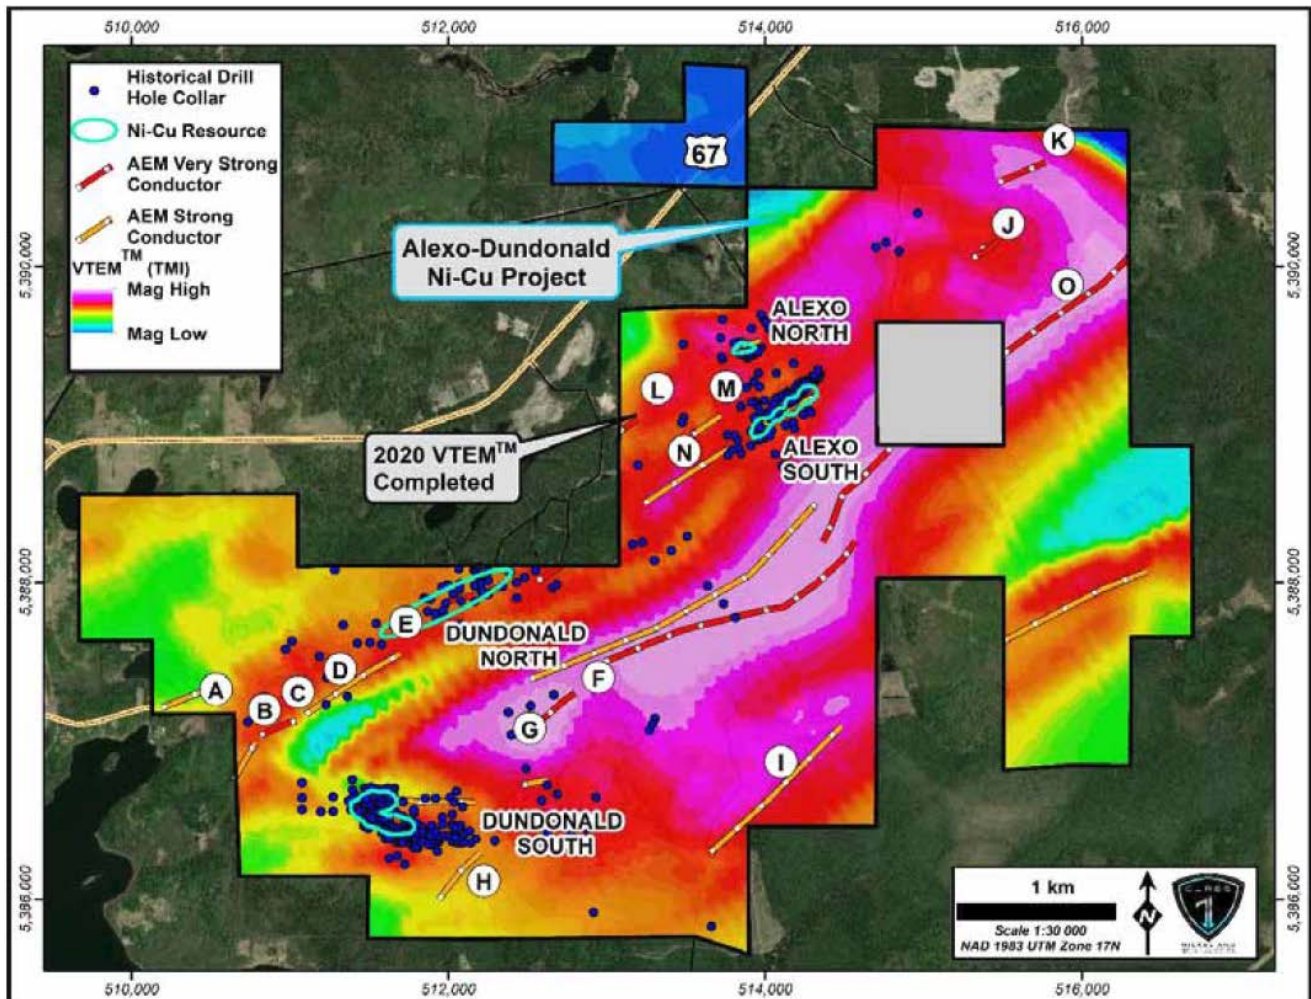 510,000
512,000
514,000
516,000
Historical Drill
Hole Collar
Ni-Cu Resource
AEM Very Strong
Conductor
AEM Strong
Conductor
VTEM™ (TMI)
Mag High
Mag Low
67
Alexo-Dundonald
Ni-Cu Project
K
J
O
5,390,000
5,390,000
ALEXO
NORTH
L
M
2020 VTEM™
Completed
N
ALEXO
SOUTH
5,388,000
5,388,000
E
DUNDONALD
NORTH
D
F
A
C
B
G
I
DUNDONALD
SOUTH
H
5,386,000
5,386,000
1 km
N
Scale 1:30 000
NAD 1983 UTM Zone 17N
CLASS
1
510,000
512,000
514,000
516,000